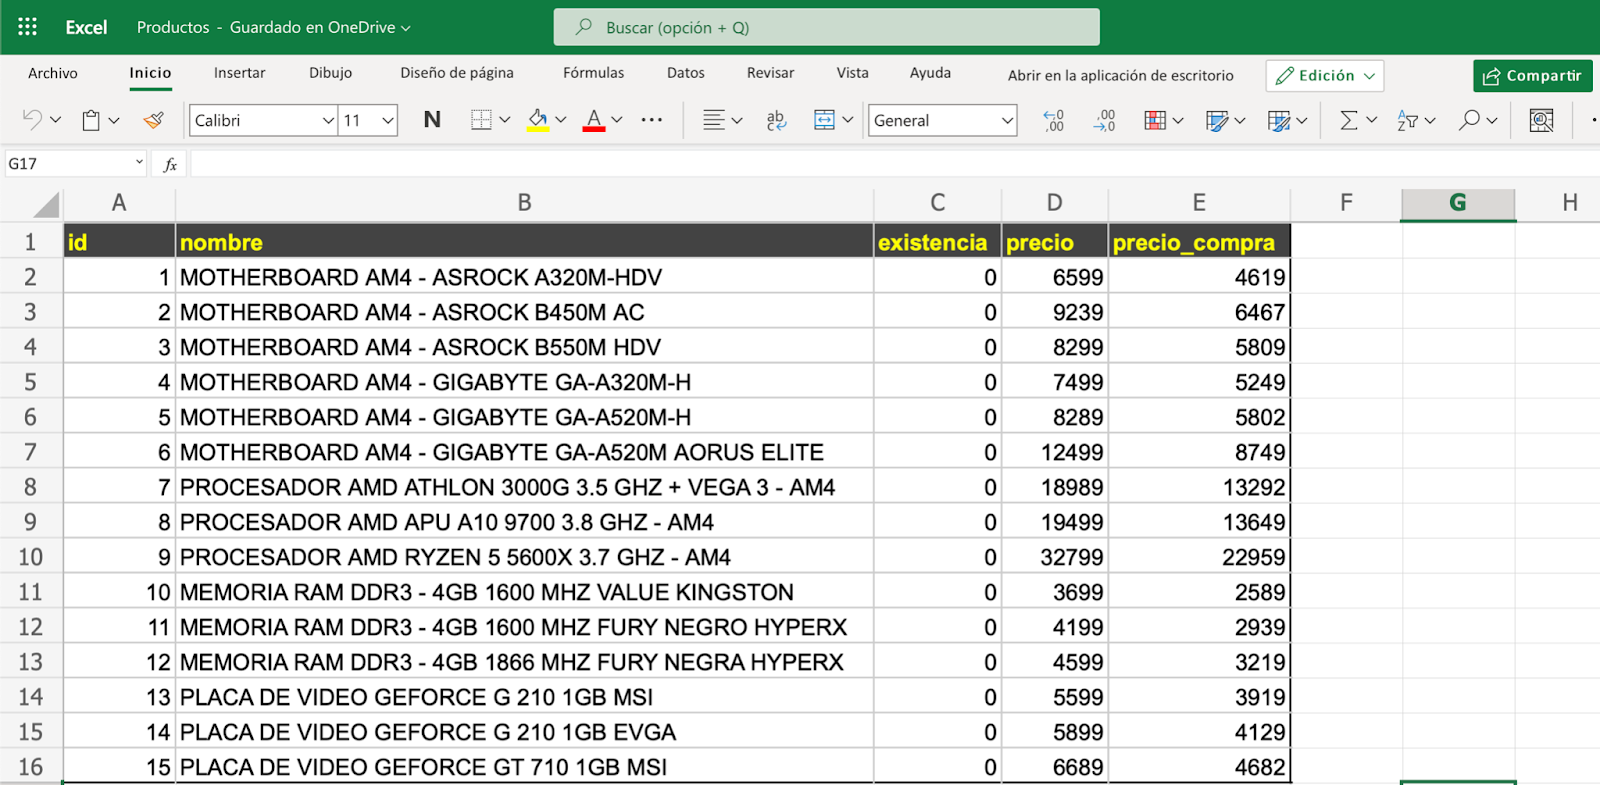 Excel Productos - Guardado en OneDrive Buscar (opción + Q)
Archivo Inicio Insertar Dibujo Diseño de página Fórmulas Datos Revisar Vista Ayuda Abrir en la aplicación de escritorio Edición Compartir
Calibri 11 N A ab General
G17 fx
A B C D E F G H
1 id nombre existencia precio precio_compra
2 1 MOTHERBOARD AM4 - ASROCK A320M-HDV 0 6599 4619
3 2 MOTHERBOARD AM4 - ASROCK B450M AC 0 9239 6467
4 3 MOTHERBOARD AM4 - ASROCK B550M HDV 0 8299 5809
5 4 MOTHERBOARD AM4 - GIGABYTE GA-A320M-H 0 7499 5249
6 5 MOTHERBOARD AM4 - GIGABYTE GA-A520M-H 0 8289 5802
7 6 MOTHERBOARD AM4 - GIGABYTE GA-A520M AORUS ELITE 0 12499 8749
8 7 PROCESADOR AMD ATHLON 3000G 3.5 GHZ + VEGA 3 - AM4 0 18989 13292
9 8 PROCESADOR AMD APU A10 9700 3.8 GHZ - AM4 0 19499 13649
10 9 PROCESADOR AMD RYZEN 5 5600X 3.7 GHZ - AM4 0 32799 22959
11 10 MEMORIA RAM DDR3 - 4GB 1600 MHZ VALUE KINGSTON 0 3699 2589
12 11 MEMORIA RAM DDR3 - 4GB 1600 MHZ FURY NEGRO HYPERX 0 4199 2939
13 12 MEMORIA RAM DDR3 - 4GB 1866 MHZ FURY NEGRA HYPERX 0 4599 3219
14 13 PLACA DE VIDEO GEFORCE G 210 1GB MSI 0 5599 3919
15 14 PLACA DE VIDEO GEFORCE G 210 1GB EVGA 0 5899 4129
16 15 PLACA DE VIDEO GEFORCE GT 710 1GB MSI 0 6689 4682